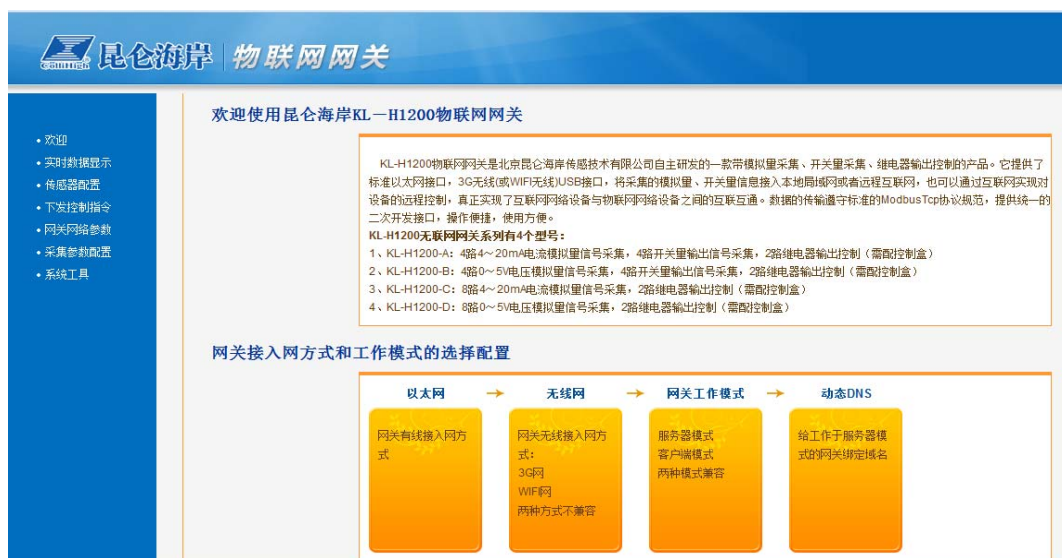 昆仑海岸 物联网网关
欢迎使用昆仑海岸KL－H1200物联网网关
• 欢迎
• 实时数据显示
• 传感器配置
• 下发控制指令
• 网关网络参数
• 采集参数配置
• 系统工具
KL-H1200物联网网关是北京昆仑海岸传感技术有限公司自主研发的一款带模拟量采集、开关量采集、继电器输出控制的产品。它提供了
标准以太网接口，3G无线(或WIFI无线)USB接口，将采集的模拟量、开关量信息接入本地局域网或者远程互联网，也可以通过互联网实现对
设备的远程控制，真正实现了互联网网络设备与物联网网络设备之间的互联互通。数据的传输遵守标准的ModbusTcp协议规范，提供统一的
二次开发接口，操作便捷，使用方便。
KL-H1200无联网网关系列有4个型号：
1、KL-H1200-A：4路4～20mA电流模拟量信号采集，4路开关量输出信号采集，2路继电器输出控制（需配控制盒）
2、KL-H1200-B：4路0～5V电压模拟量信号采集，4路开关量输出信号采集，2路继电器输出控制（需配控制盒）
3、KL-H1200-C：8路4～20mA电流模拟量信号采集，2路继电器输出控制（需配控制盒）
4、KL-H1200-D：8路0～5V电压模拟量信号采集，2路继电器输出控制（需配控制盒）
网关接入网方式和工作模式的选择配置
以太网 → 无线网 → 网关工作模式 → 动态DNS
网关有线接入网方
式
网关无线接入网方
式：
3G网
WIFI网
两种方式不兼容
服务器模式
客户端模式
两种模式兼容
给工作于服务器模
式的网关绑定域名